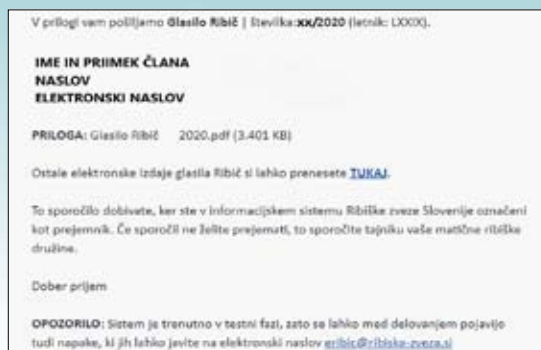 V prilogi vam pošiljamo Glasilo Ribič | številka:xx/2020 (letnik: LXXIX).
IME IN PRIIMEK ČLANA
NASLOV
ELEKTRONSKI NASLOV
PRILOGA: Glasilo Ribič 2020.pdf (3.401 KB)
Ostale elektronske izdaje glasila Ribič si lahko prenesete TUKAJ.
To sporočilo dobivate, ker ste v informacijskem sistemu Ribiške zveze Slovenije označeni
kot prejemnik. Če sporočil ne želite prejemati, to sporočite tajniku vaše matične ribiške
družine.
Dober prijem
OPOZORILO: Sistem je trenutno v testni fazi, zato se lahko med delovanjem pojavijo
tudi napake, ki jih lahko javite na elektronski naslov eribic@ribiska-zveza.si